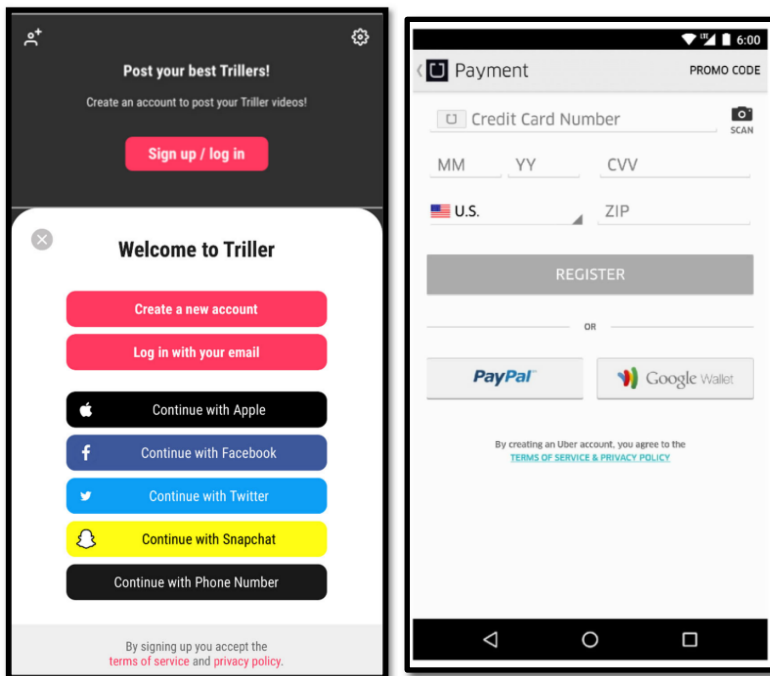 Post your best Trillers!
Create an account to post your Triller videos!
Sign up / log in
Welcome to Triller
Create a new account
Log in with your email
Continue with Apple
Continue with Facebook
Continue with Twitter
Continue with Snapchat
Continue with Phone Number
By signing up you accept the
terms of service and privacy policy.
LTE 6:00
Payment PROMO CODE
Credit Card Number
SCAN
MM YY CVV
U.S. ZIP
REGISTER
OR
PayPal Google Wallet
By creating an Uber account, you agree to the
TERMS OF SERVICE & PRIVACY POLICY